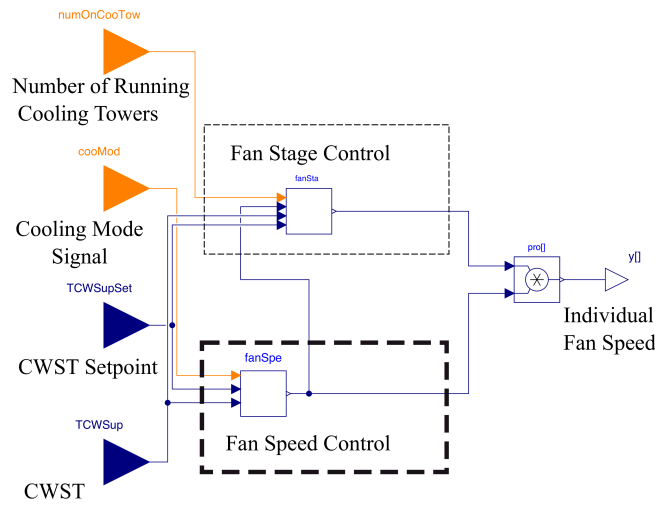 numOnCooTow
Number of Running
Cooling Towers
Fan Stage Control
cooMod
fanSta
Cooling Mode
Signal
pro[]
y[]
TCWSupSet
Individual
Fan Speed
CWST Setpoint
fanSpe
TCWSup
Fan Speed Control
CWST